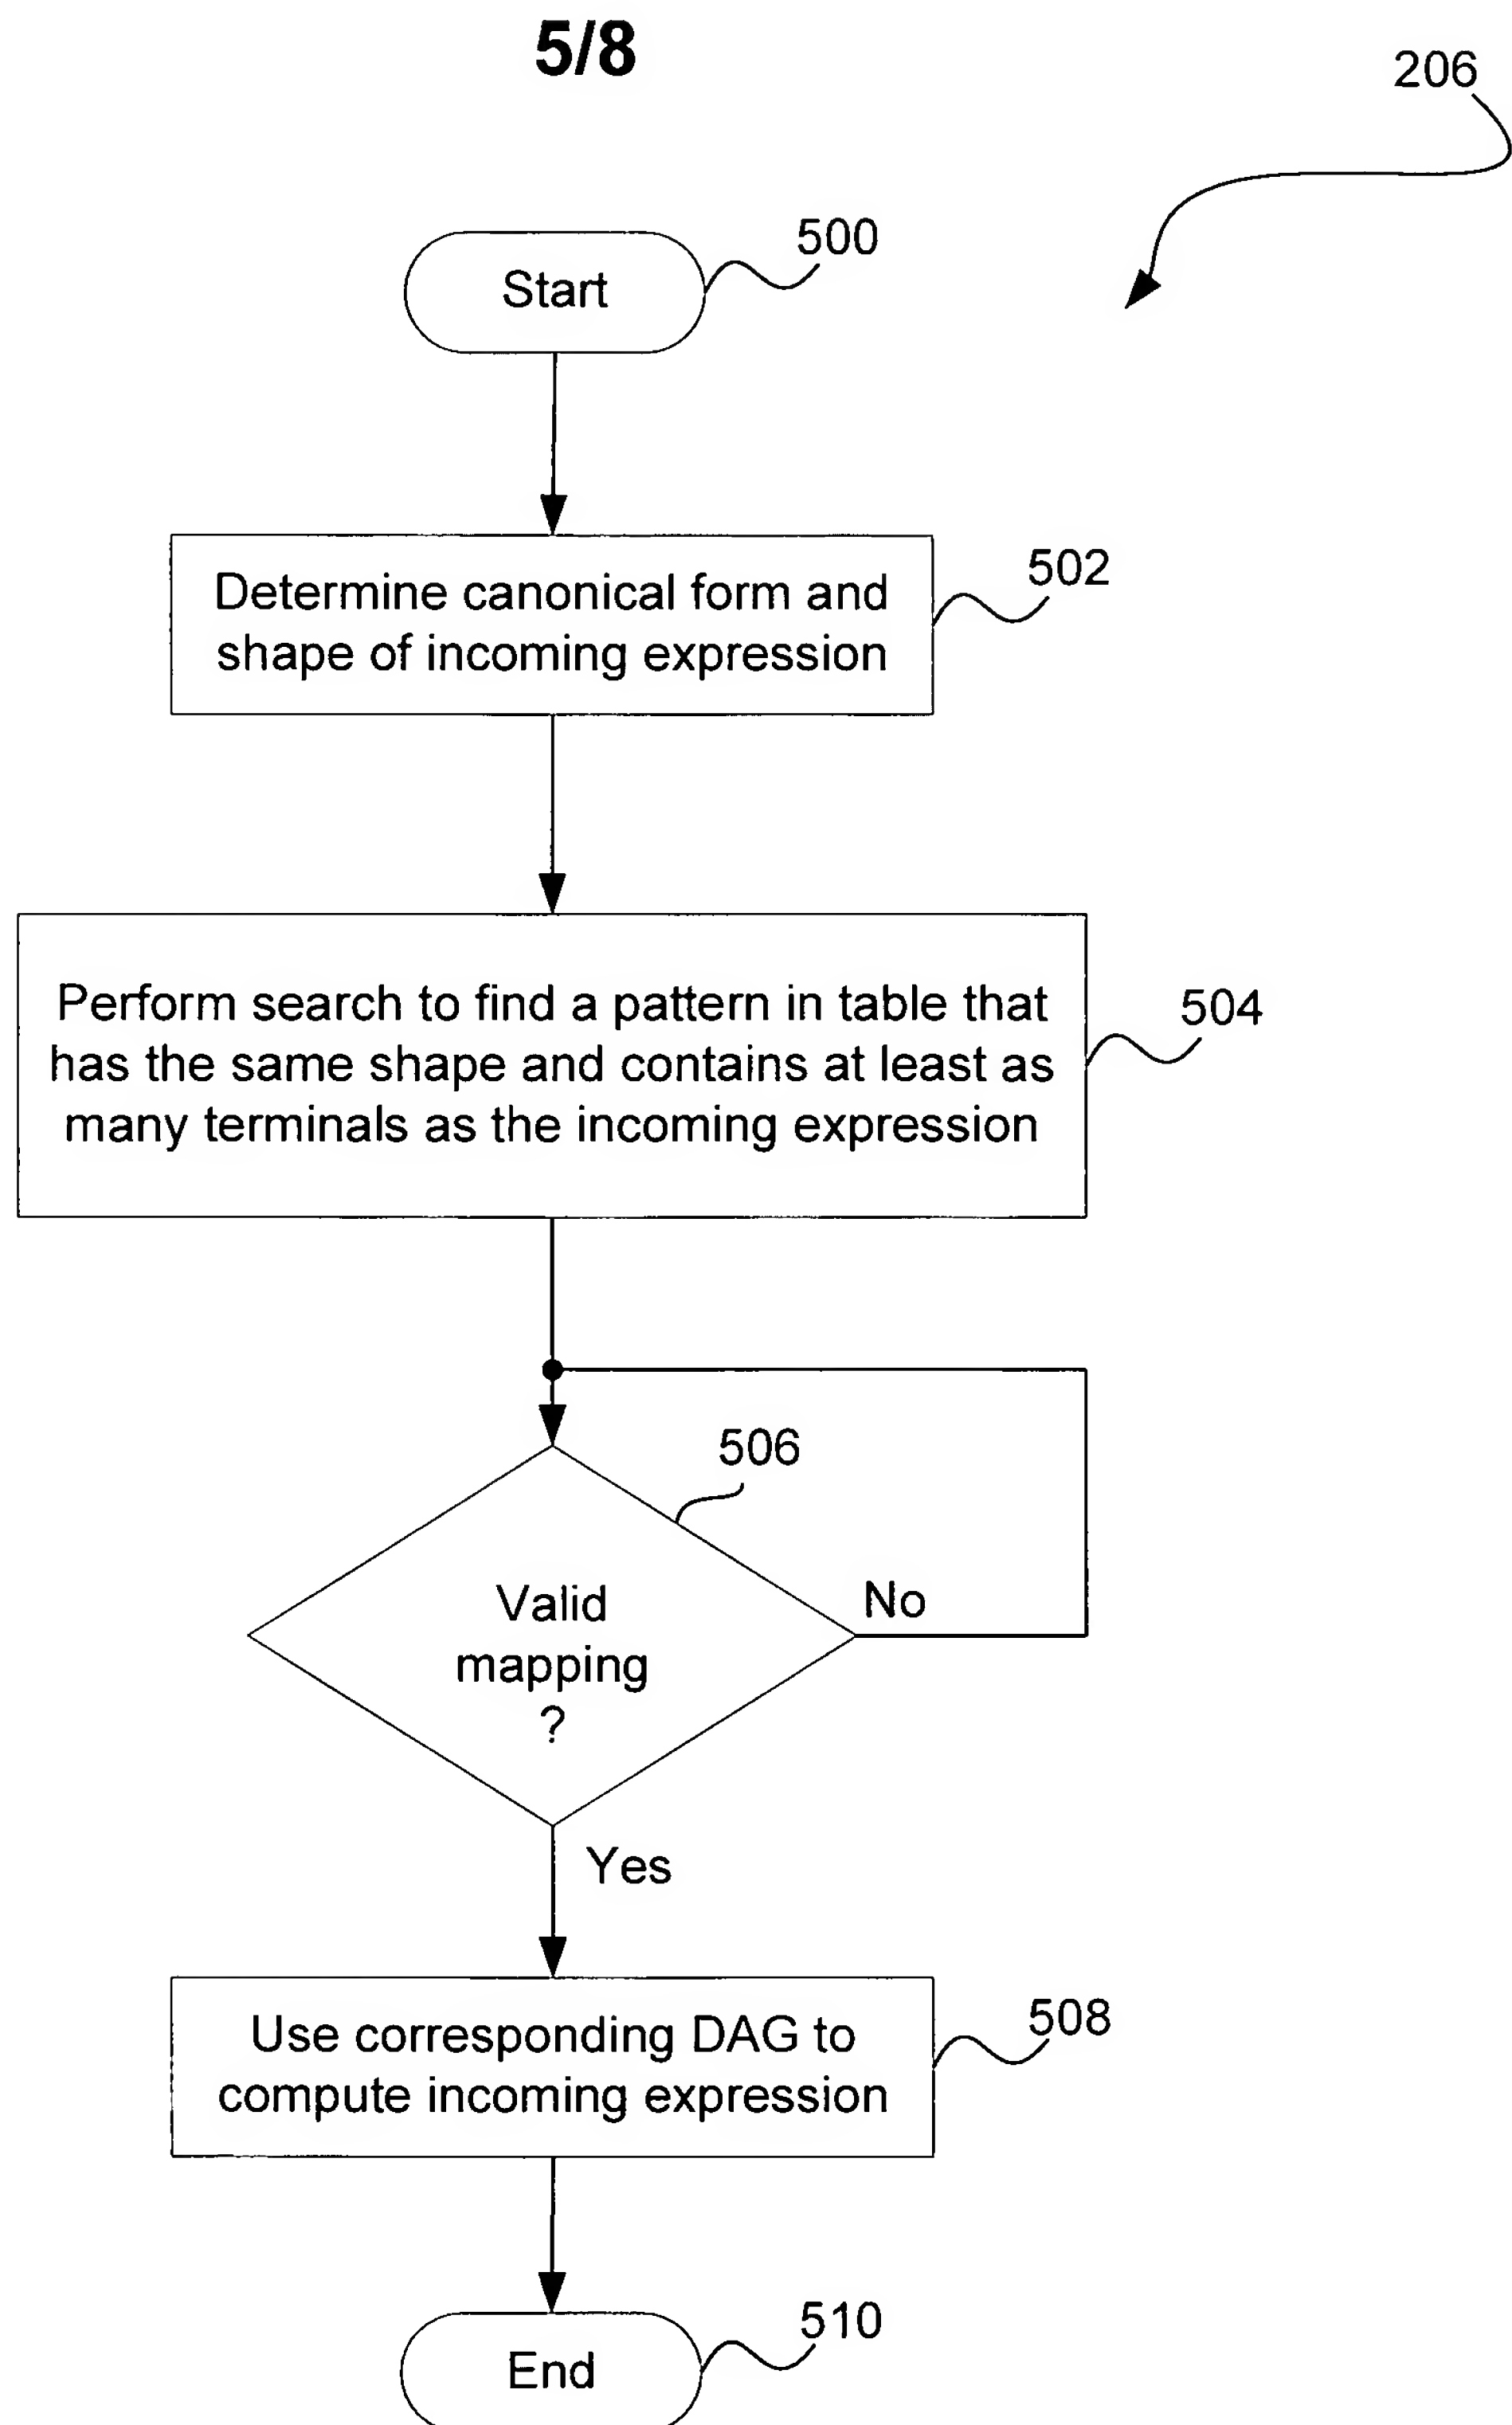 5/8
206
500
Start
502
Determine canonical form and
shape of incoming expression
504
Perform search to find a pattern in table that
has the same shape and contains at least as
many terminals as the incoming expression
506
Valid
mapping
?
No
Yes
508
Use corresponding DAG to
compute incoming expression
510
End